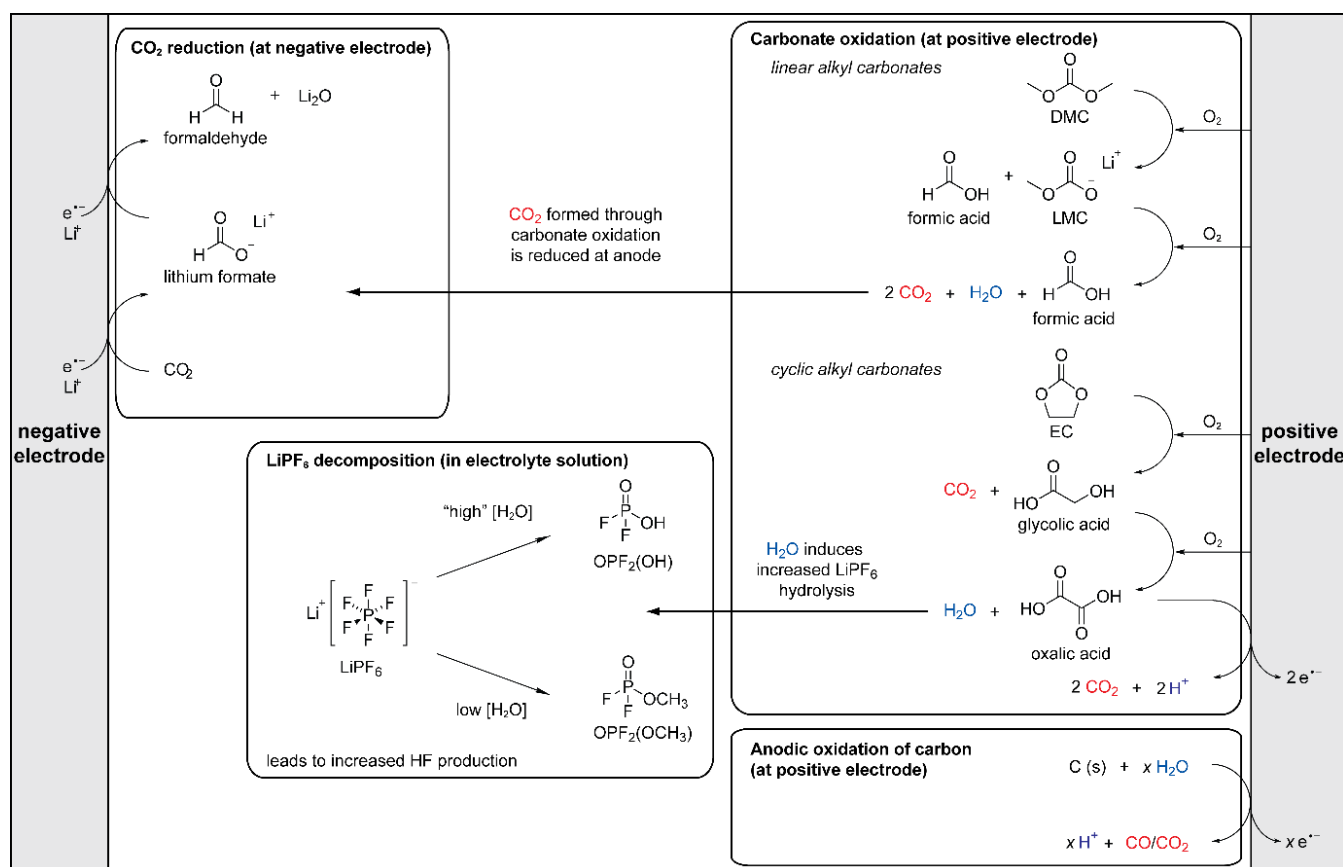 CO₂ reduction (at negative electrode)
O
H H
+ Li₂O
formaldehyde
e•−
Li⁺
O
H O⁻
Li⁺
lithium formate
e•−
Li⁺
CO₂
negative
electrode
CO₂ formed through
carbonate oxidation
is reduced at anode
Carbonate oxidation (at positive electrode)
linear alkyl carbonates
O
O O
DMC
O₂
O
H OH
formic acid
+
O
O O⁻
Li⁺
LMC
O₂
2 CO₂ + H₂O +
O
H OH
formic acid
cyclic alkyl carbonates
O
O O
EC
O₂
CO₂ +
O
HO OH
glycolic acid
O₂
H₂O induces
increased LiPF₆
hydrolysis
H₂O +
O
HO OH
O
oxalic acid
2 CO₂ + 2 H⁺
2 e•−
positive
electrode
LiPF₆ decomposition (in electrolyte solution)
"high" [H₂O]
O
F P OH
F
OPF₂(OH)
Li⁺
F
F F
P
F F
F
−
LiPF₆
low [H₂O]
O
F P OCH₃
F
OPF₂(OCH₃)
leads to increased HF production
Anodic oxidation of carbon
(at positive electrode)
C (s) + x H₂O
x H⁺ + CO/CO₂
x e•−